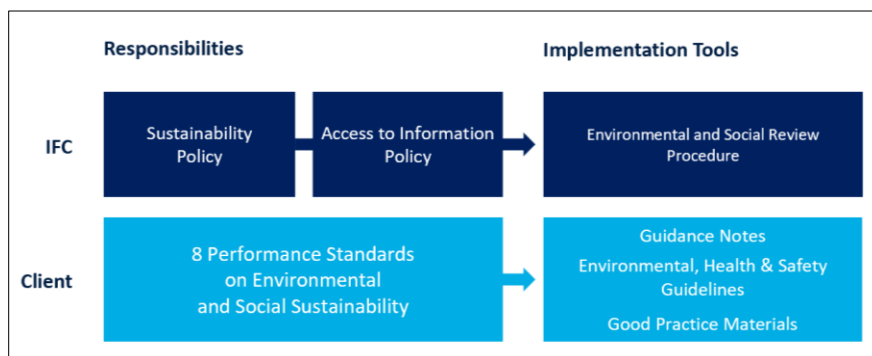 Responsibilities
Implementation Tools
IFC
Sustainability
Policy
Access to Information
Policy
Environmental and Social Review
Procedure
Client
8 Performance Standards
on Environmental
and Social Sustainability
Guidance Notes
Environmental, Health & Safety
Guidelines
Good Practice Materials